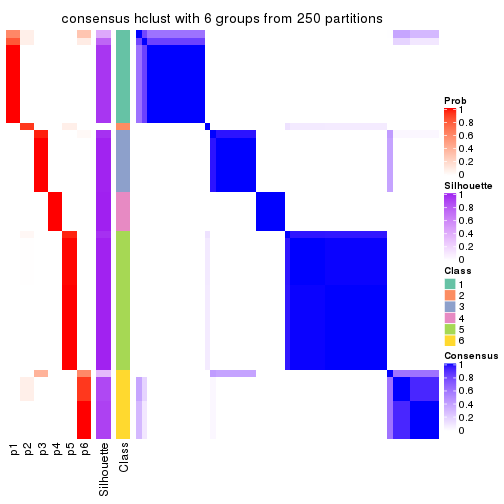 consensus hclust with 6 groups from 250 partitions
Prob
1
0.8
0.6
0.4
0.2
0
Silhouette
1
0.8
0.6
0.4
0.2
0
Class
1
2
3
4
5
6
Consensus
1
0.8
0.6
0.4
0.2
0
p1
p2
p3
p4
p5
p6
Silhouette
Class